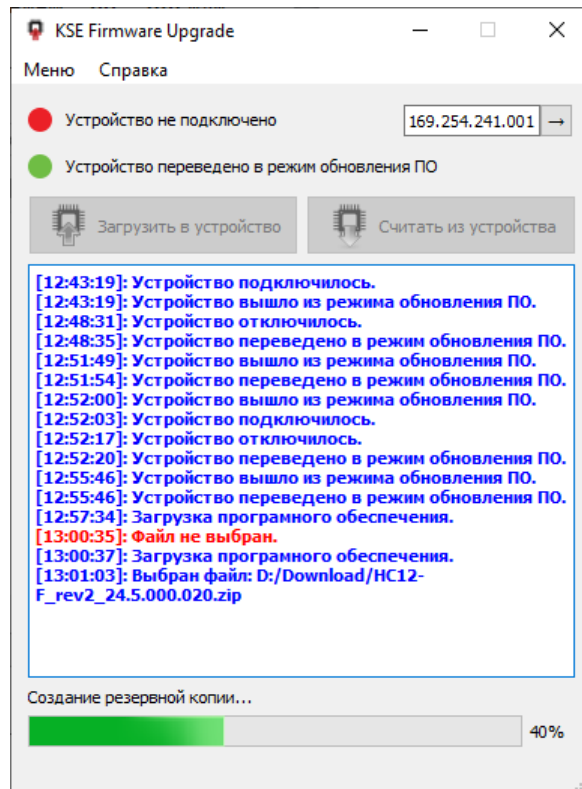 KSE Firmware Upgrade
Меню Справка
Устройство не подключено 169.254.241.001 →
Устройство переведено в режим обновления ПО
Загрузить в устройство Считать из устройства
[12:43:19]: Устройство подключилось.
[12:43:19]: Устройство вышло из режима обновления ПО.
[12:48:31]: Устройство отключилось.
[12:48:35]: Устройство переведено в режим обновления ПО.
[12:51:49]: Устройство вышло из режима обновления ПО.
[12:51:54]: Устройство переведено в режим обновления ПО.
[12:52:00]: Устройство вышло из режима обновления ПО.
[12:52:03]: Устройство подключилось.
[12:52:17]: Устройство отключилось.
[12:52:20]: Устройство переведено в режим обновления ПО.
[12:55:46]: Устройство вышло из режима обновления ПО.
[12:55:46]: Устройство переведено в режим обновления ПО.
[12:57:34]: Загрузка програмного обеспечения.
[13:00:35]: Файл не выбран.
[13:00:37]: Загрузка програмного обеспечения.
[13:01:03]: Выбран файл: D:/Download/HC12-
F_rev2_24.5.000.020.zip
Создание резервной копии...
40%